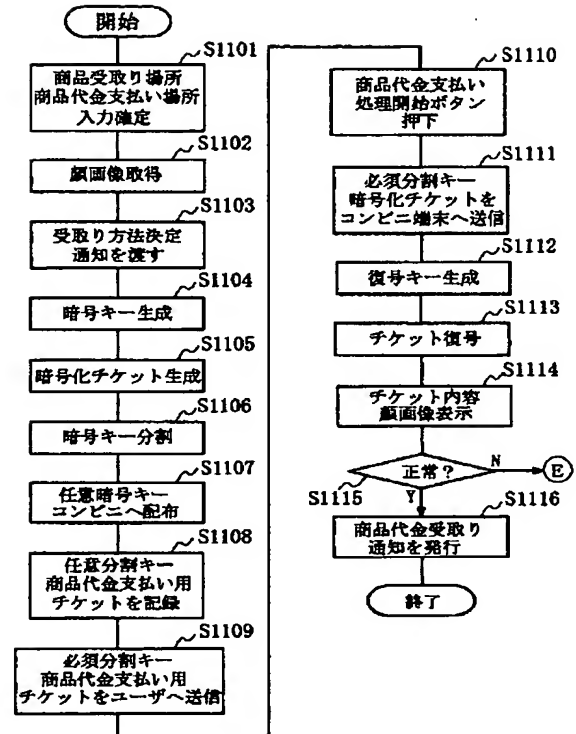 開始
S1101
商品受取り場所
商品代金支払い場所
入力確定
S1102
顔画像取得
S1103
受取り方法決定
通知を渡す
S1104
暗号キー生成
S1105
暗号化チケット生成
S1106
暗号キー分割
S1107
任意暗号キー
コンビニへ配布
S1108
任意分割キー
商品代金支払い用
チケットを記録
S1109
必須分割キー
商品代金支払い用
チケットをユーザへ送信
S1110
商品代金支払い
処理開始ボタン
押下
S1111
必須分割キー
暗号化チケットを
コンビニ端末へ送信
S1112
復号キー生成
S1113
チケット復号
S1114
チケット内容
顔画像表示
正常？
N
E
S1115
Y
S1116
商品代金受取り
通知を発行
終了